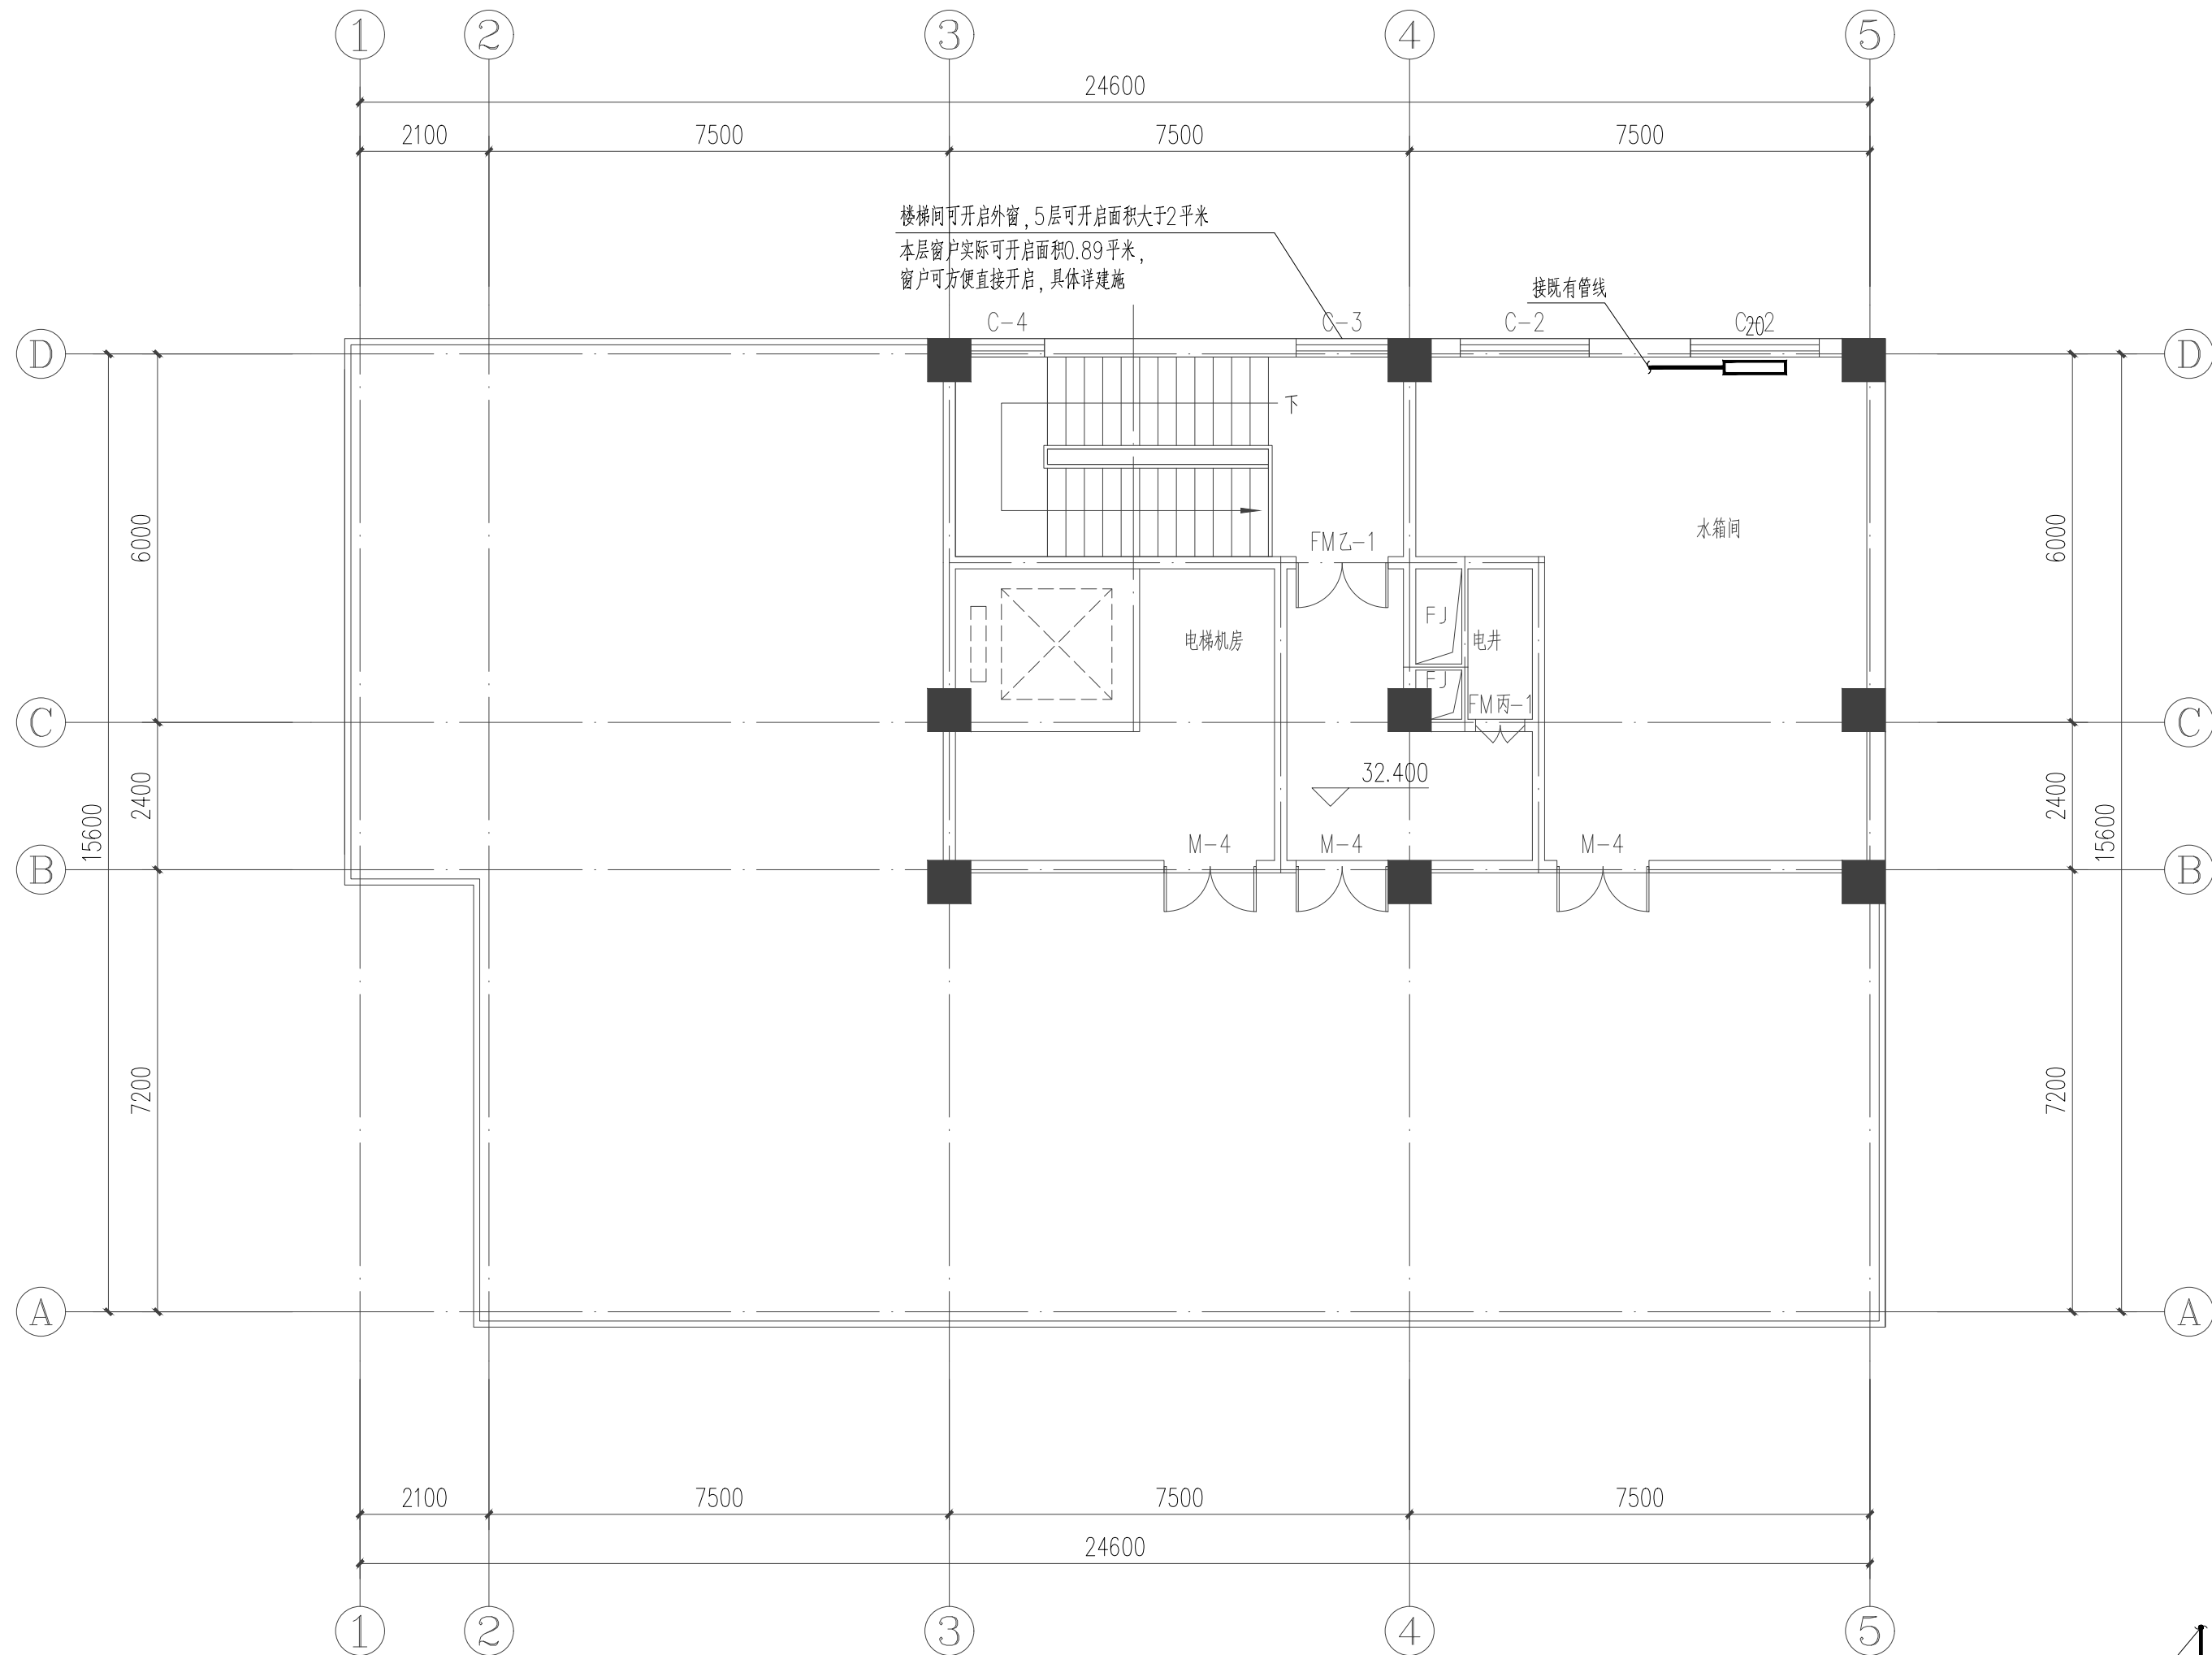 1 2 3 4 5
24600
2100 7500 7500 7500
楼梯间可开启外窗,5层可开启面积大于2平米
本层窗户实际可开启面积0.89平米,
窗户可方便直接开启,具体详建施
接既有管线
C-4 C-3 C-2 C-2
20
D D
下
6000 水箱间 6000
FM乙-1
FJ
电梯机房 电井
FJ
FM丙-1
C C
32.400
2400 2400
15600 15600
M-4 M-4 M-4
B B
7200 7200
A A
2100 7500 7500 7500
24600
1 2 3 4 5